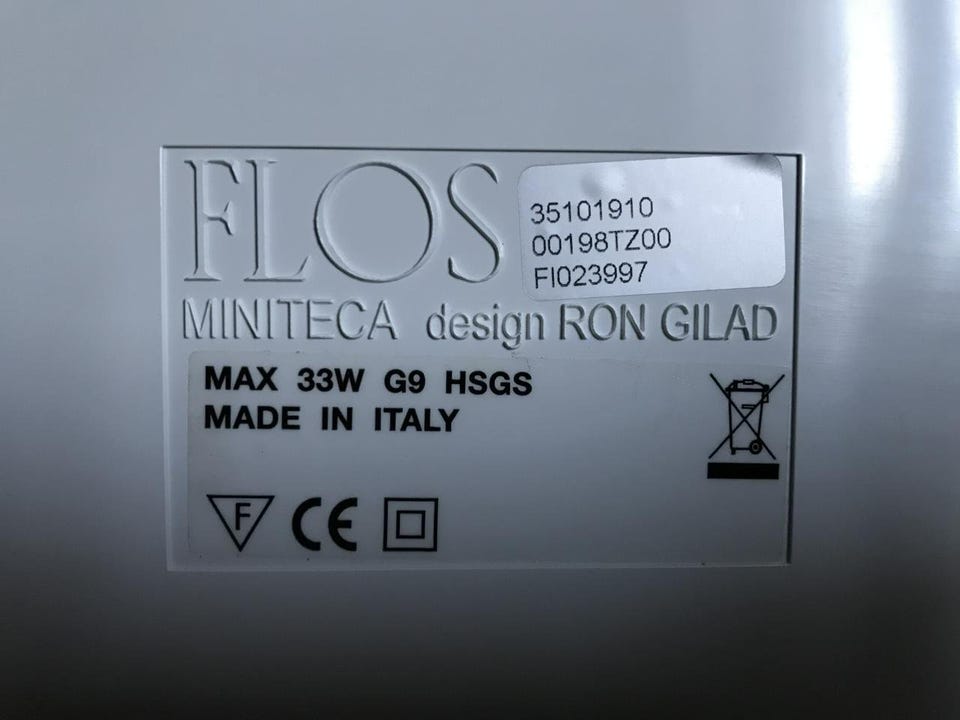 FLOS
35101910
00198TZ00
FI023997
MINITECA design RON GILAD
MAX 33W G9 HSGS
MADE IN ITALY
F CE